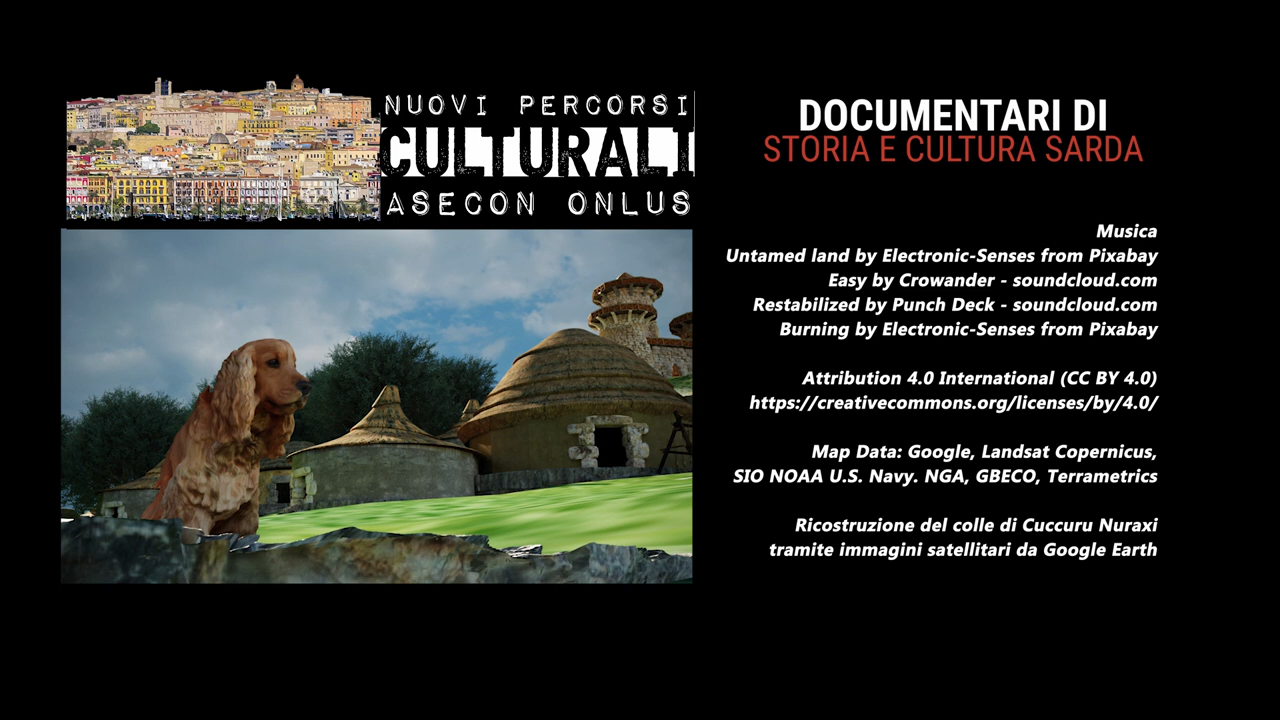 NUOVI PERCORSI
CULTURALI
ASECON ONLUS
DOCUMENTARI DI
STORIA E CULTURA SARDA
Musica
Untamed land by Electronic-Senses from Pixabay
Easy by Crowander - soundcloud.com
Restabilized by Punch Deck - soundcloud.com
Burning by Electronic-Senses from Pixabay
Attribution 4.0 International (CC BY 4.0)
https://creativecommons.org/licenses/by/4.0/
Map Data: Google, Landsat Copernicus,
SIO NOAA U.S. Navy. NGA, GBECO, Terrametrics
Ricostruzione del colle di Cuccuru Nuraxi
tramite immagini satellitari da Google Earth